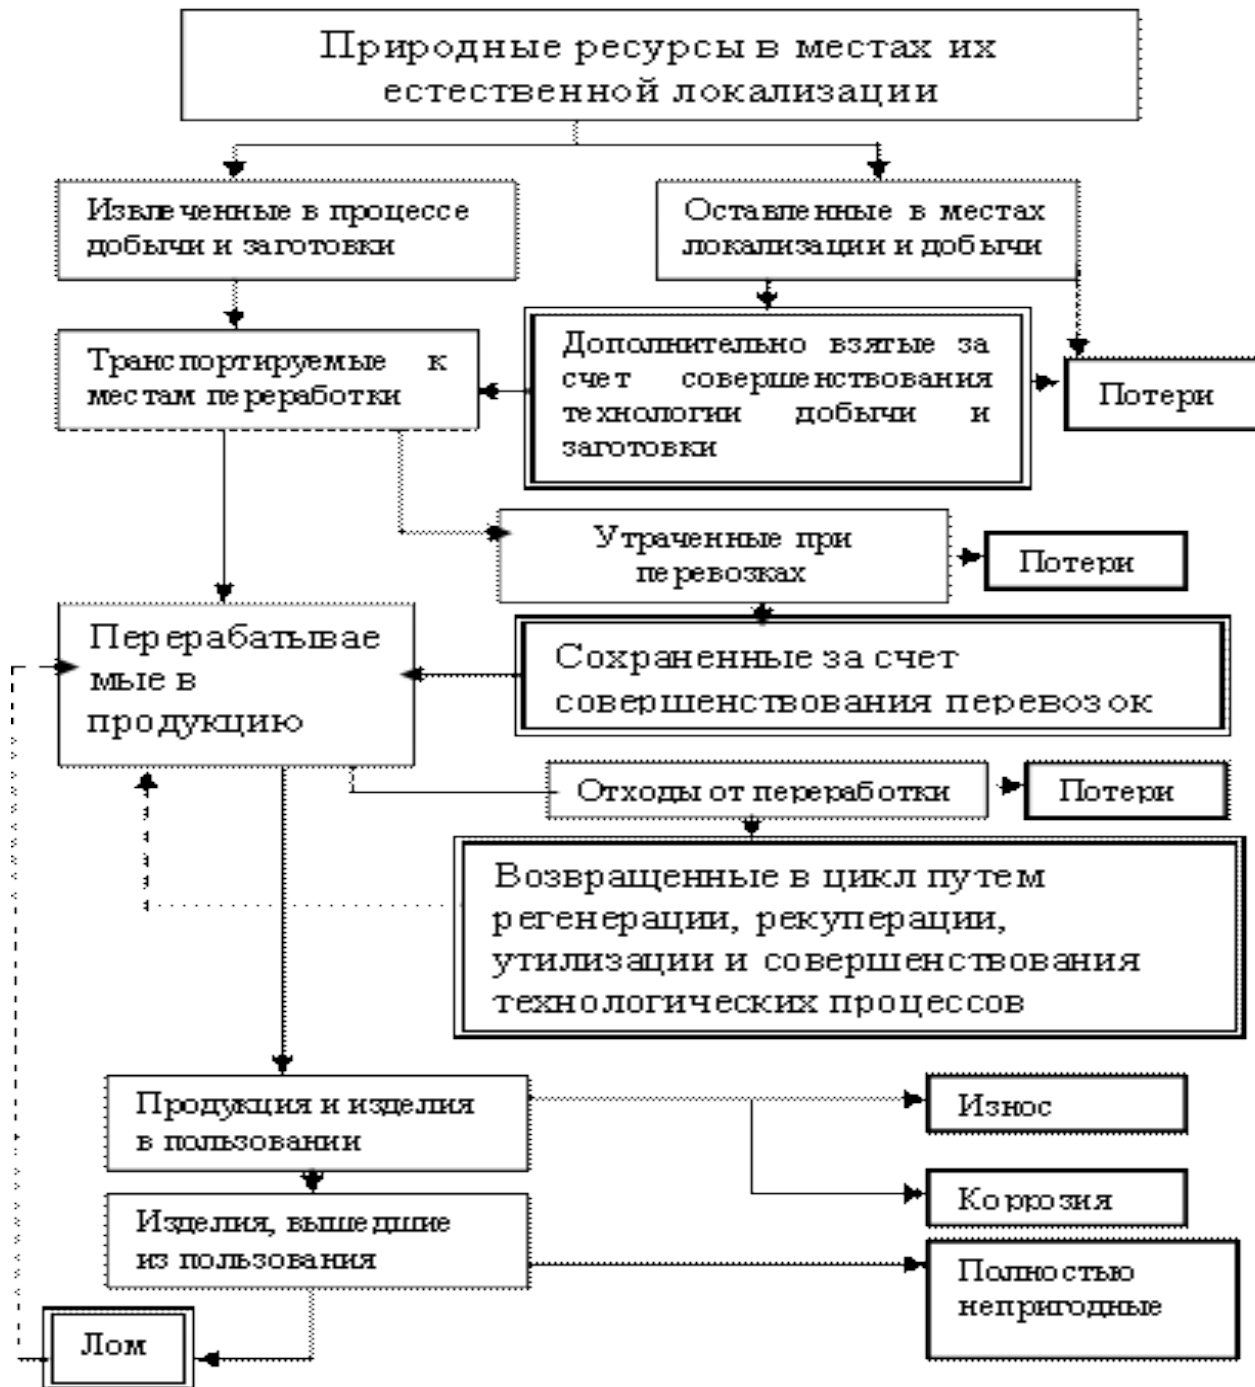 Природные ресурсы в местах их
естественной локализации
Извлеченные в процессе
добычи и заготовки
Оставленные в местах
локализации и добычи
Транспортируемые к
местам переработки
Дополнительно взятые за
счет совершенствования
технологии добычи и
заготовки
Потери
Утраченные при
перевозках
Потери
Перерабатывае
мые в
продукцию
Сохраненные за счет
совершенствования перевозок
Отходы от переработки
Потери
Возвращенные в цикл путем
регенерации, рекуперации,
утилизации и совершенствования
технологических процессов
Продукция и изделия
в пользовании
Износ
Коррозия
Изделия, вышедшие
из пользования
Полностью
непригодные
Лом